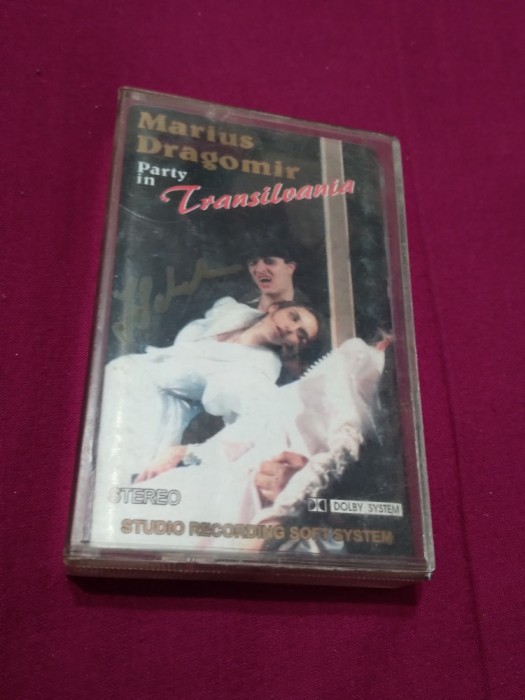 Marius
Dragomir
Party
in
Transilvania
STEREO
DOLBY SYSTEM
STUDIO RECORDING SOFT SYSTEM